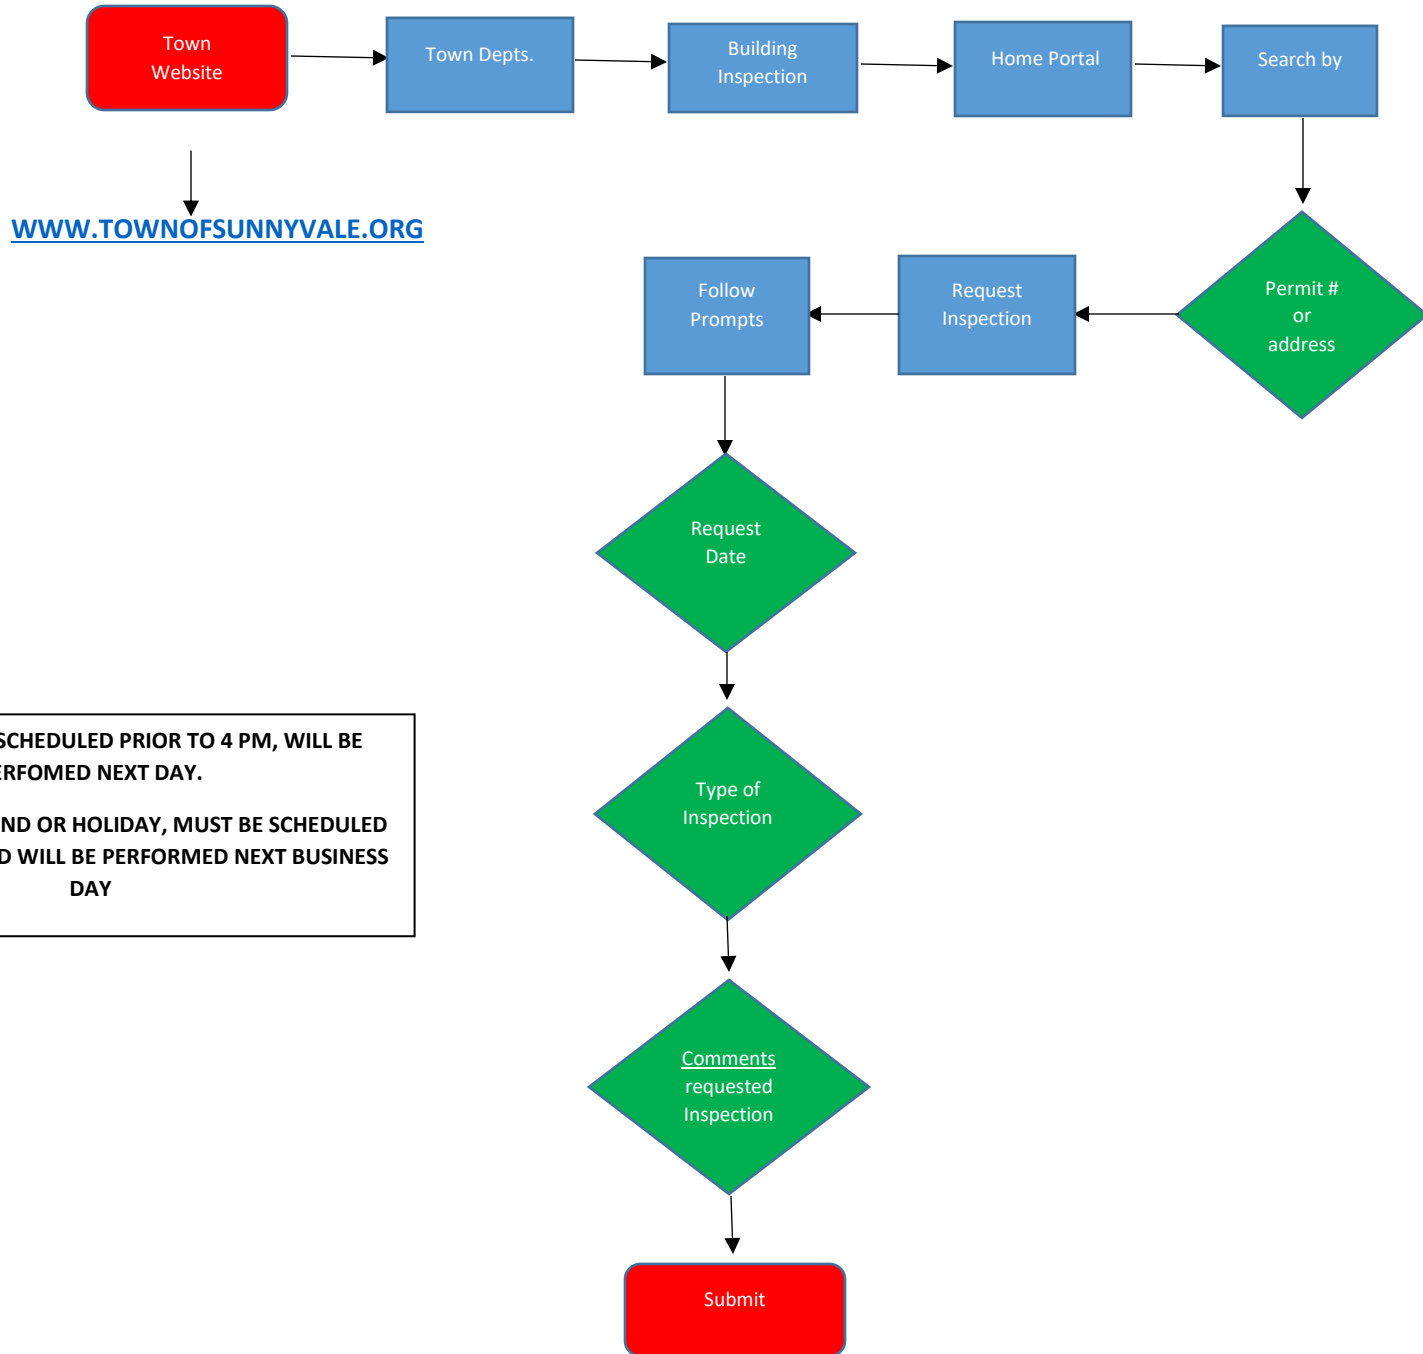 Town
Website
Town Depts.
Building
Inspection
Home Portal
Search by
WWW.TOWNOFSUNNYVALE.ORG
Permit #
or
address
Request
Inspection
Follow
Prompts
Request
Date
SCHEDULED PRIOR TO 4 PM, WILL BE
ERFOMED NEXT DAY.
ND OR HOLIDAY, MUST BE SCHEDULED
D WILL BE PERFORMED NEXT BUSINESS
DAY
Type of
Inspection
Comments
requested
Inspection
Submit